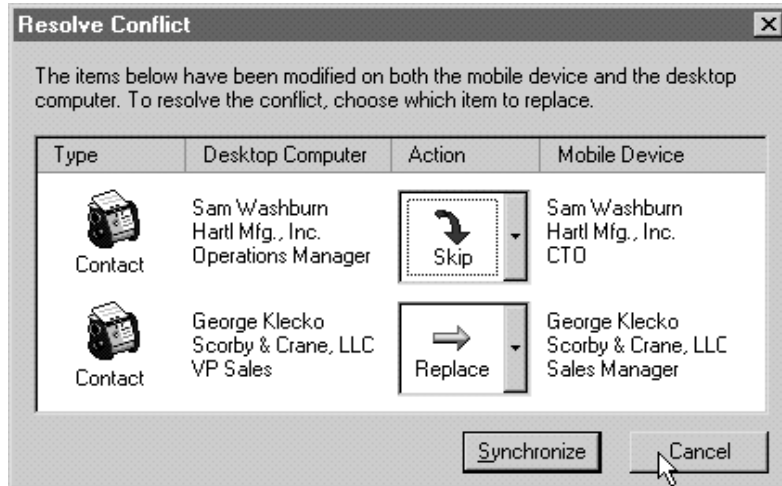 Resolve Conflict
The items below have been modified on both the mobile device and the desktop
computer. To resolve the conflict, choose which item to replace.
Type Desktop Computer Action Mobile Device
Contact
Sam Washburn
Hartl Mfg., Inc.
Operations Manager
Skip
Sam Washburn
Hartl Mfg., Inc.
CTO
Contact
George Klecko
Scorby & Crane, LLC
VP Sales
Replace
George Klecko
Scorby & Crane, LLC
Sales Manager
Synchronize Cancel